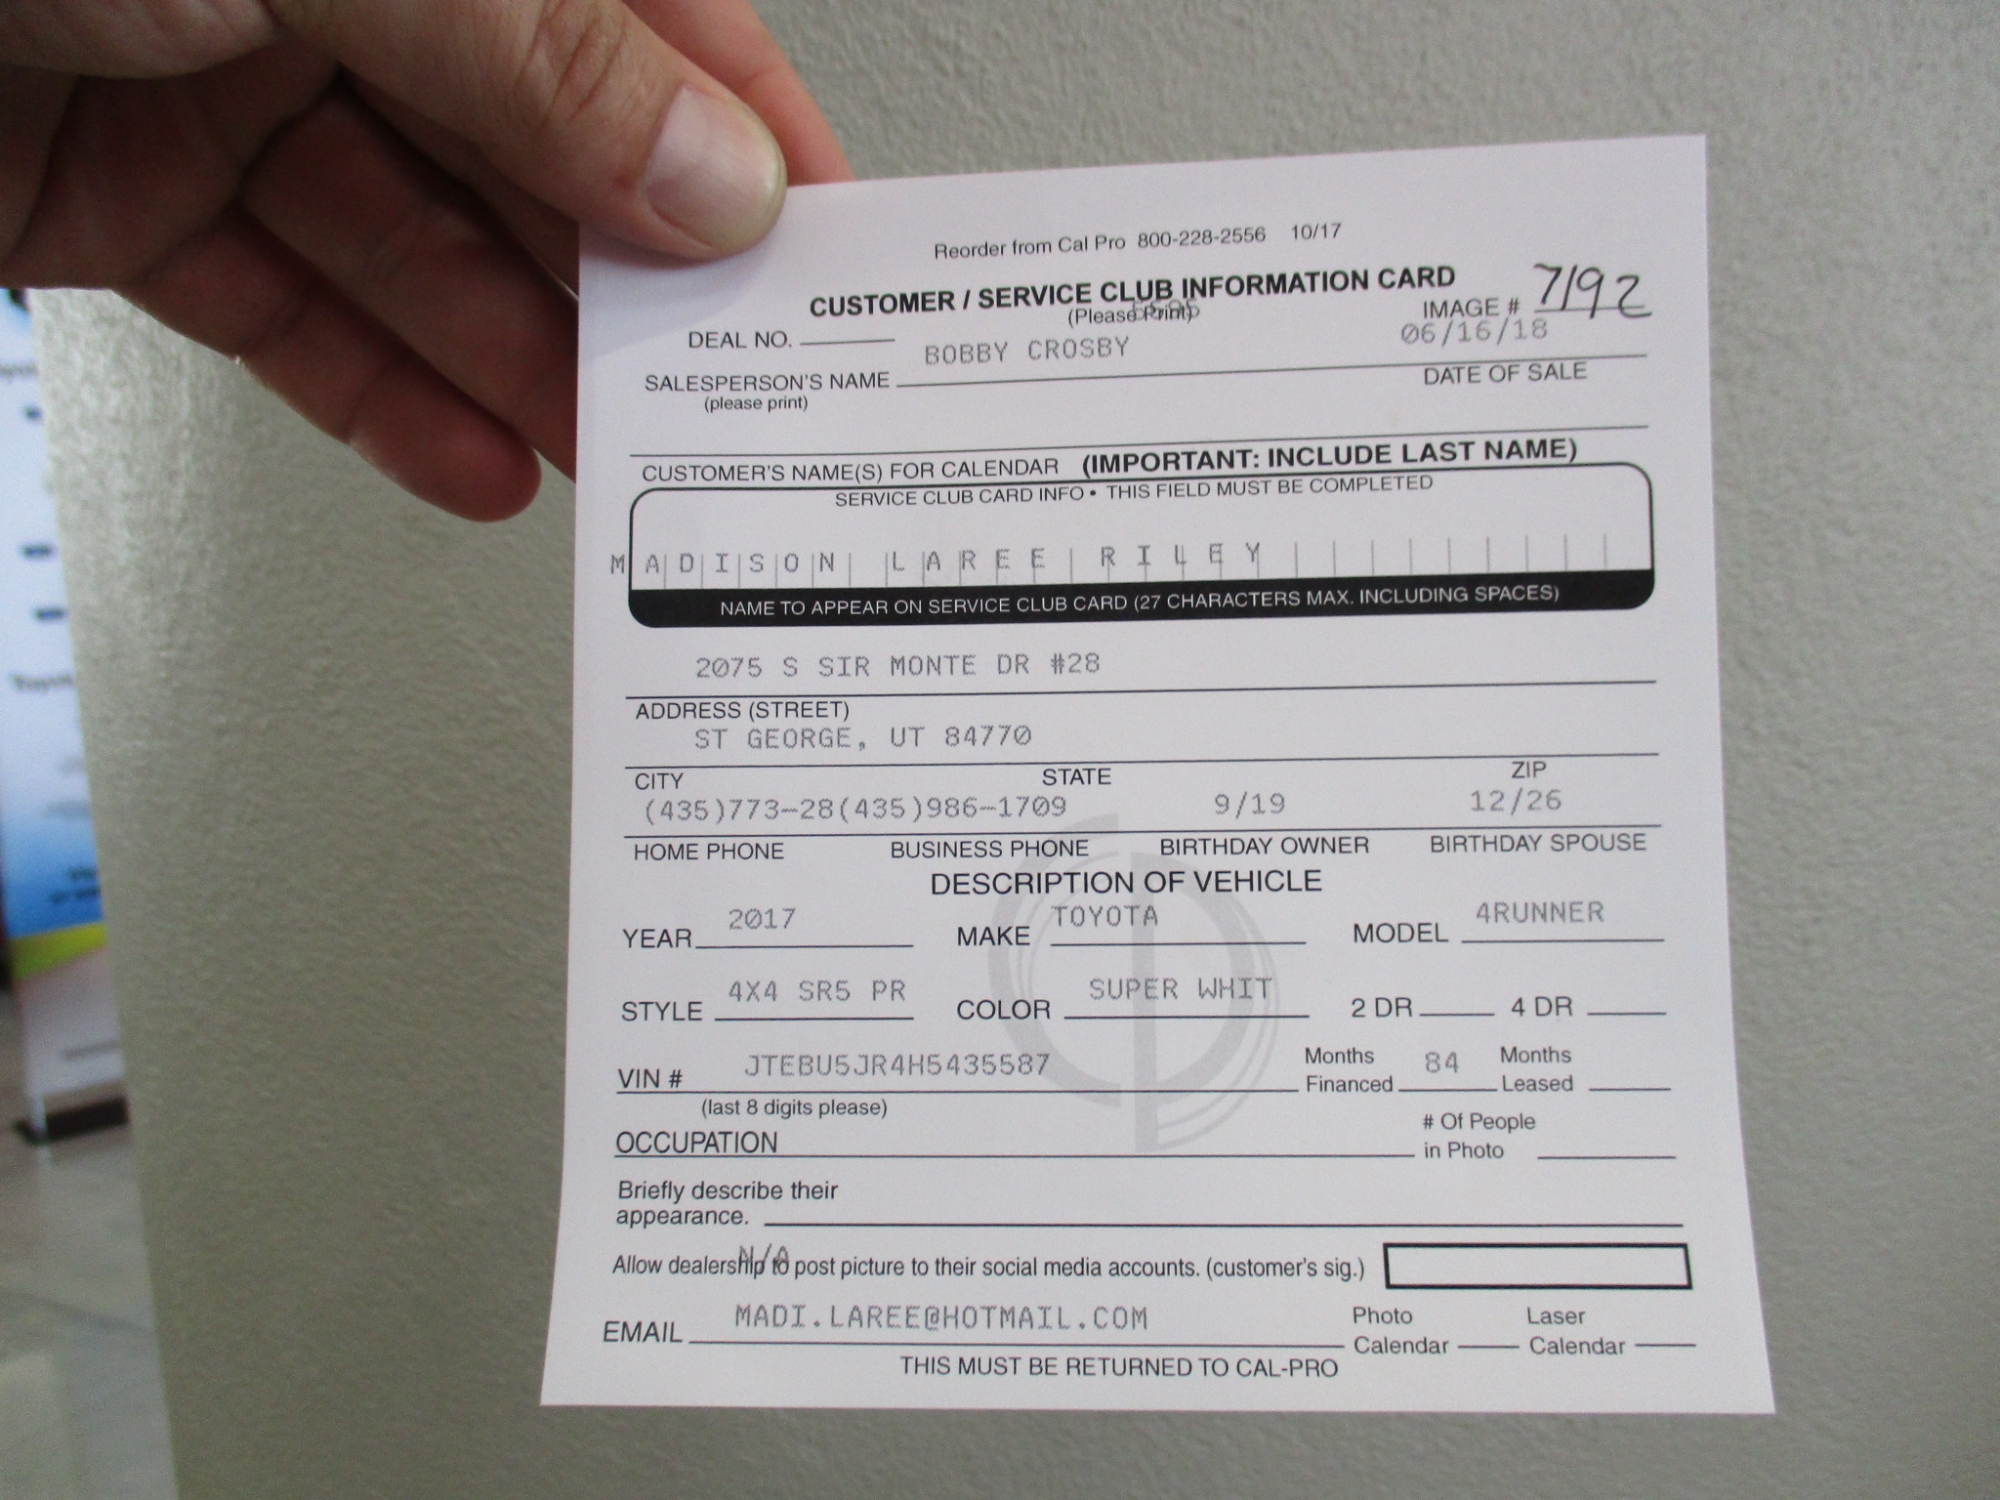 Reorder from Cal Pro 800-228-2556 10/17
CUSTOMER / SERVICE CLUB INFORMATION CARD
(Please Print)
IMAGE # 7192
DEAL NO.
06/16/18
BOBBY CROSBY
SALESPERSON'S NAME
DATE OF SALE
(please print)
CUSTOMER'S NAME(S) FOR CALENDAR (IMPORTANT: INCLUDE LAST NAME)
SERVICE CLUB CARD INFO • THIS FIELD MUST BE COMPLETED
MADISON LAREE RILEY
NAME TO APPEAR ON SERVICE CLUB CARD (27 CHARACTERS MAX. INCLUDING SPACES)
2075 S SIR MONTE DR #28
ADDRESS (STREET)
ST GEORGE, UT 84770
CITY STATE ZIP
(435)773-28(435)986-1709 9/19 12/26
HOME PHONE BUSINESS PHONE BIRTHDAY OWNER BIRTHDAY SPOUSE
DESCRIPTION OF VEHICLE
YEAR 2017 MAKE TOYOTA MODEL 4RUNNER
STYLE 4X4 SR5 PR COLOR SUPER WHIT 2 DR 4 DR
VIN # JTEBU5JR4H5435587 Months Financed 84 Months Leased
(last 8 digits please)
OCCUPATION # Of People in Photo
Briefly describe their
appearance.
N/A
Allow dealership to post picture to their social media accounts. (customer's sig.)
EMAIL MADI.LAREE@HOTMAIL.COM Photo Calendar Laser Calendar
THIS MUST BE RETURNED TO CAL-PRO